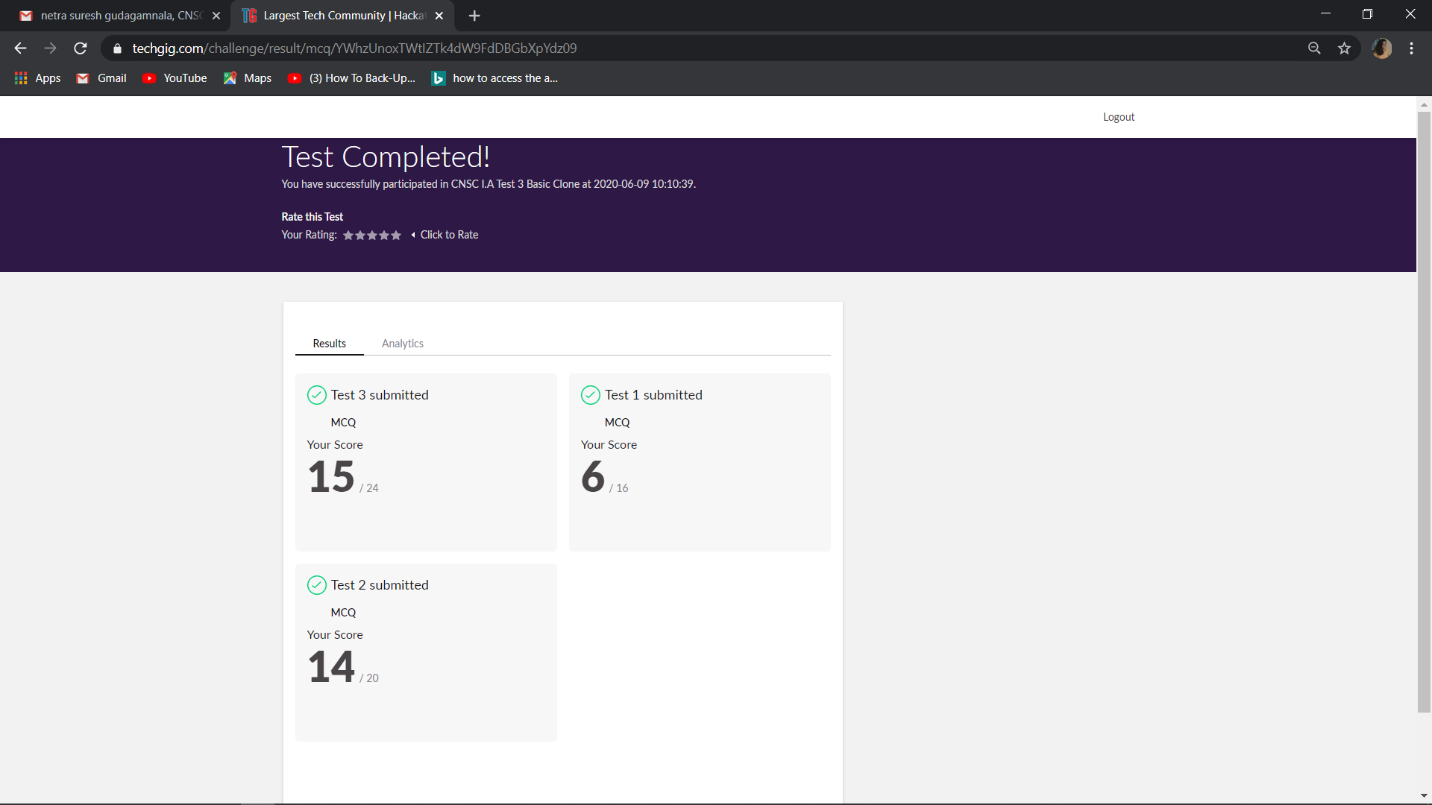 netra suresh gudagamnala, CNSC
Largest Tech Community | Hacka
techgig.com/challenge/result/mcq/YWhzUnoxTWtIZTk4dW9FdDBGbXpYdz09
Apps
Gmail
YouTube
Maps
(3) How To Back-Up...
how to access the a...
Logout
Test Completed!
You have successfully participated in CNSC I.A Test 3 Basic Clone at 2020-06-09 10:10:39.
Rate this Test
Your Rating: Click to Rate
Results Analytics
Test 3 submitted
MCQ
Your Score
15 / 24
Test 1 submitted
MCQ
Your Score
6 / 16
Test 2 submitted
MCQ
Your Score
14 / 20